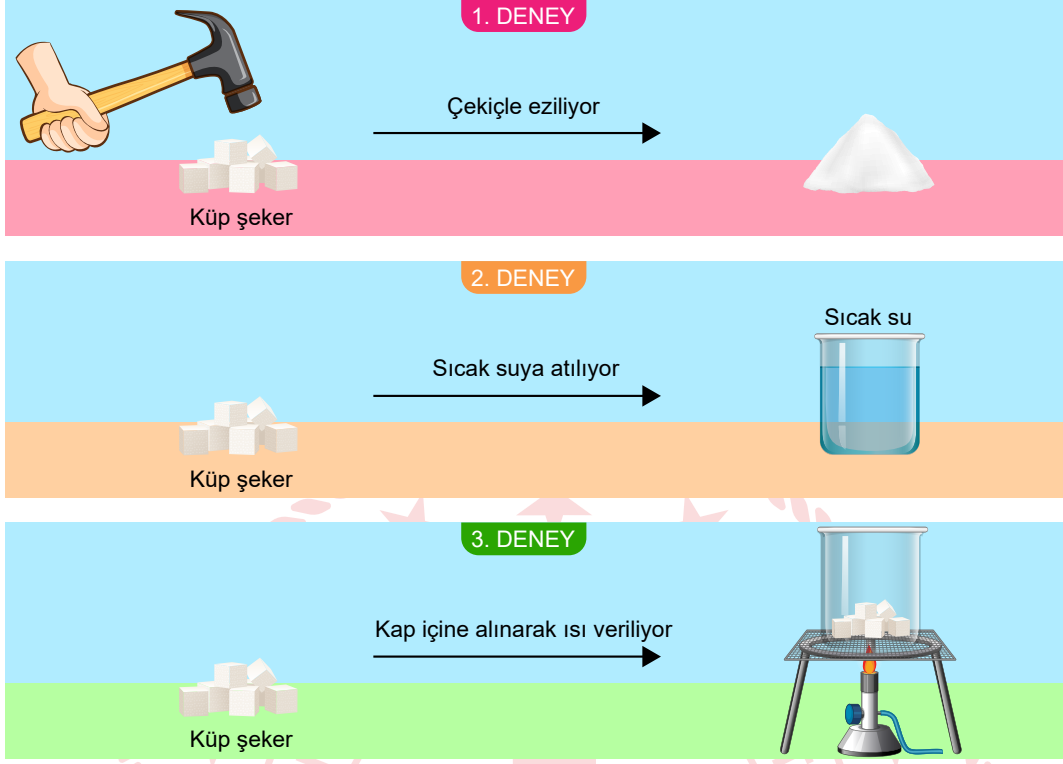 1. DENEY
Çekiçle eziliyor
Küp şeker
2. DENEY
Sıcak su
Sıcak suya atılıyor
Küp şeker
3. DENEY
Kap içine alınarak ısı veriliyor
Küp şeker